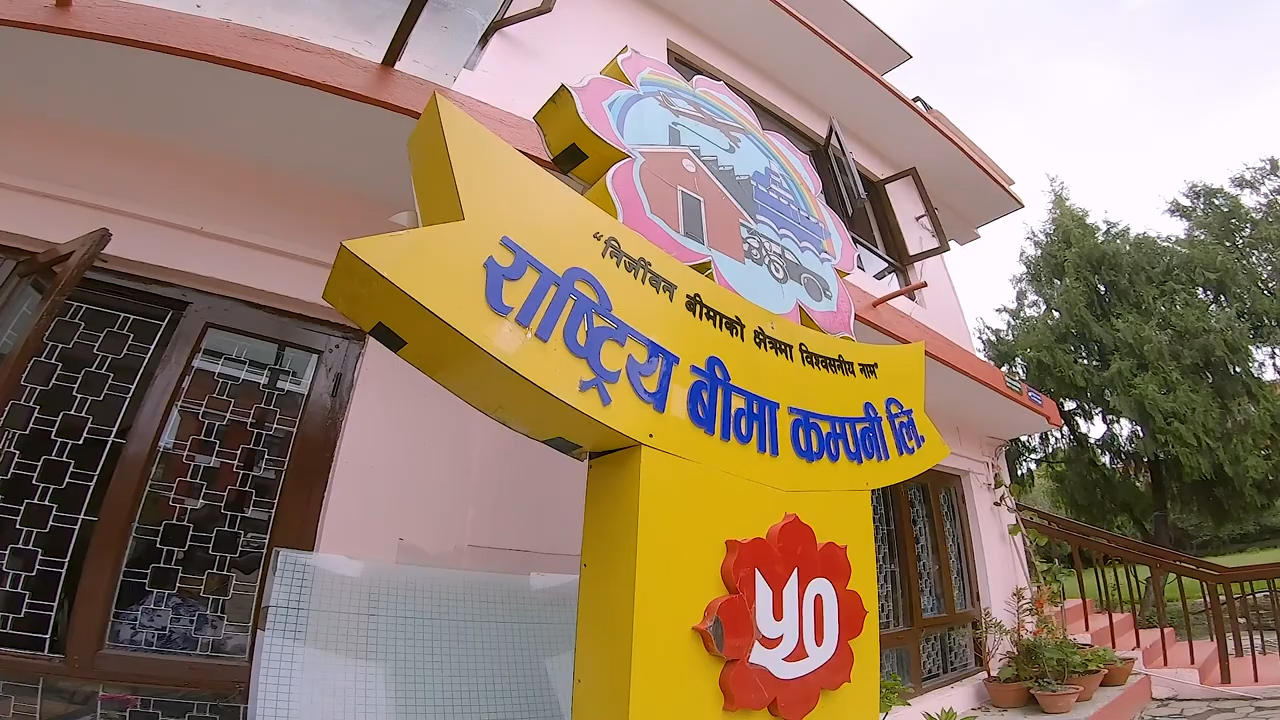 “निर्जीवन बीमाको क्षेत्रमा विश्वसनीय नाम”
राष्ट्रिय बीमा कम्पनी लि.
५०